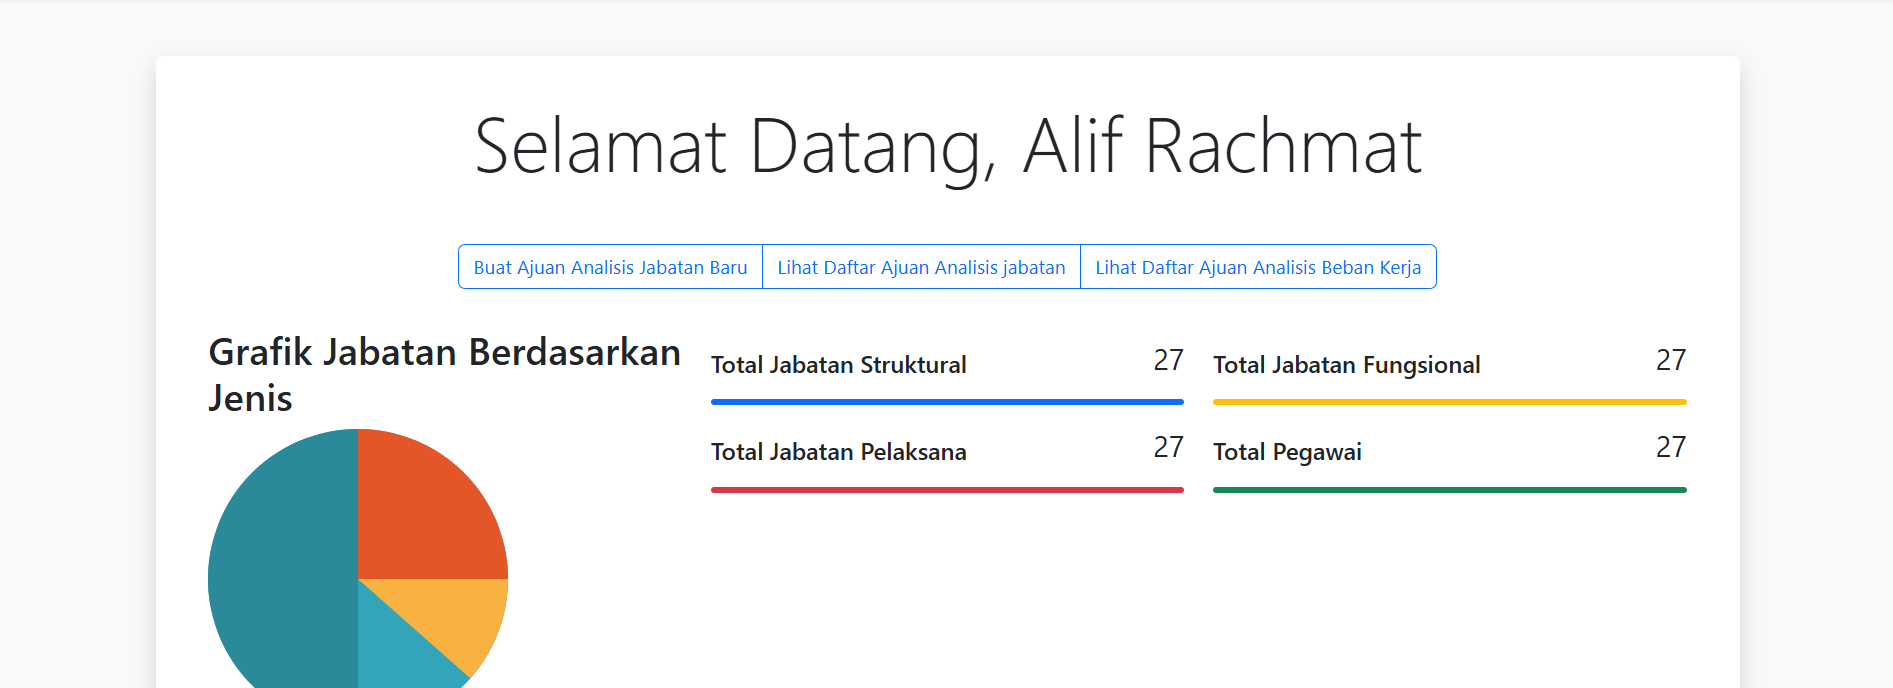 Selamat Datang, Alif Rachmat
Buat Ajuan Analisis Jabatan Baru
Lihat Daftar Ajuan Analisis jabatan
Lihat Daftar Ajuan Analisis Beban Kerja
Grafik Jabatan Berdasarkan
Jenis
Total Jabatan Struktural 27
Total Jabatan Fungsional 27
Total Jabatan Pelaksana 27
Total Pegawai 27